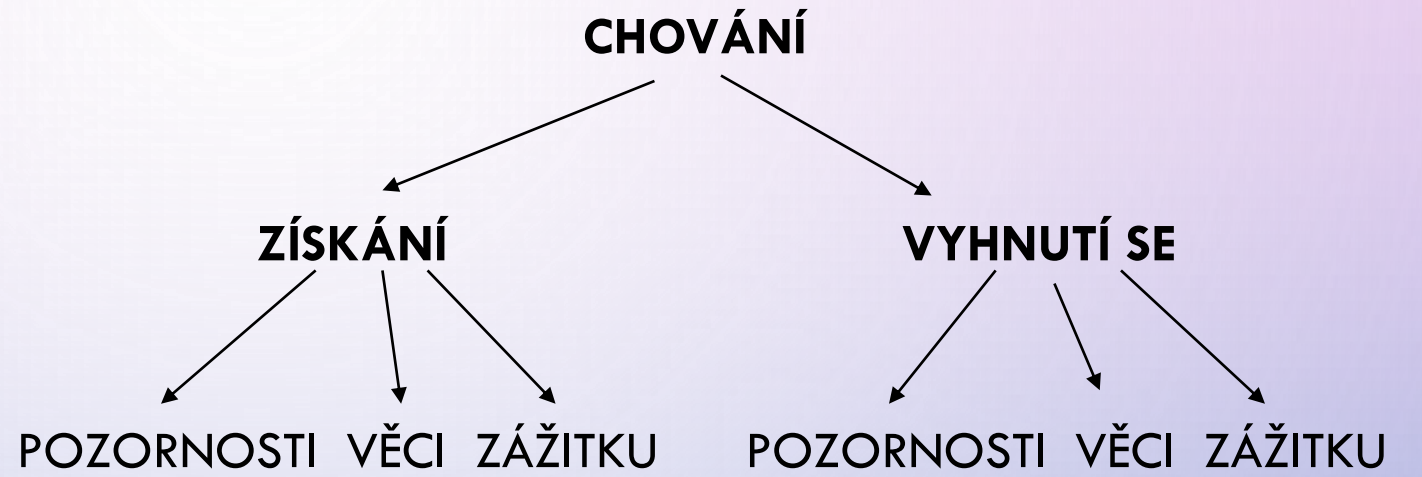 CHOVÁNÍ
ZÍSKÁNÍ VYHNUTÍ SE
POZORNOSTI VĚCI ZÁŽITKU POZORNOSTI VĚCI ZÁŽITKU